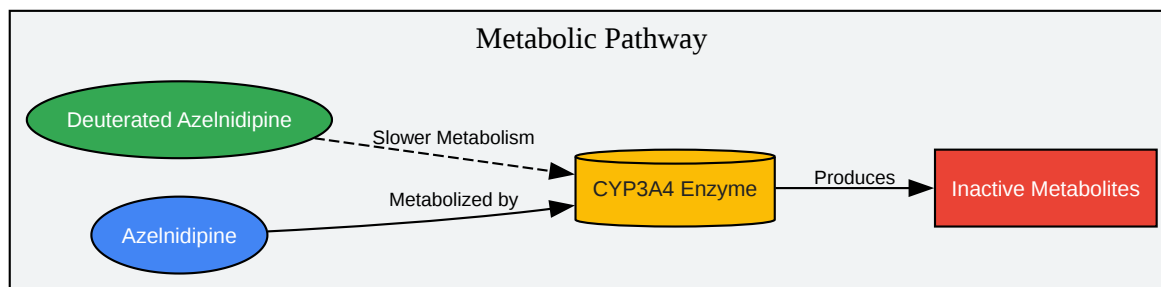 Metabolic Pathway
Deuterated Azelnidipine
Slower Metabolism
CYP3A4 Enzyme
Produces
Inactive Metabolites
Metabolized by
Azelnidipine